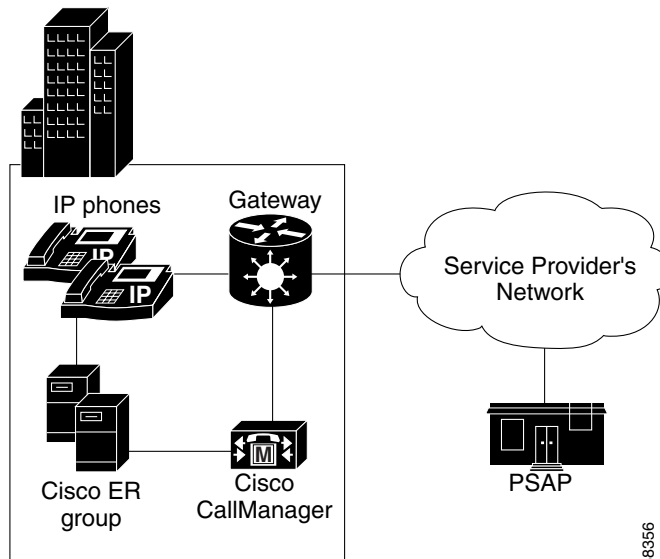 IP phones
Gateway
IP
IP
M
Service Provider's
Network
Cisco ER
group
Cisco
CallManager
PSAP
8356